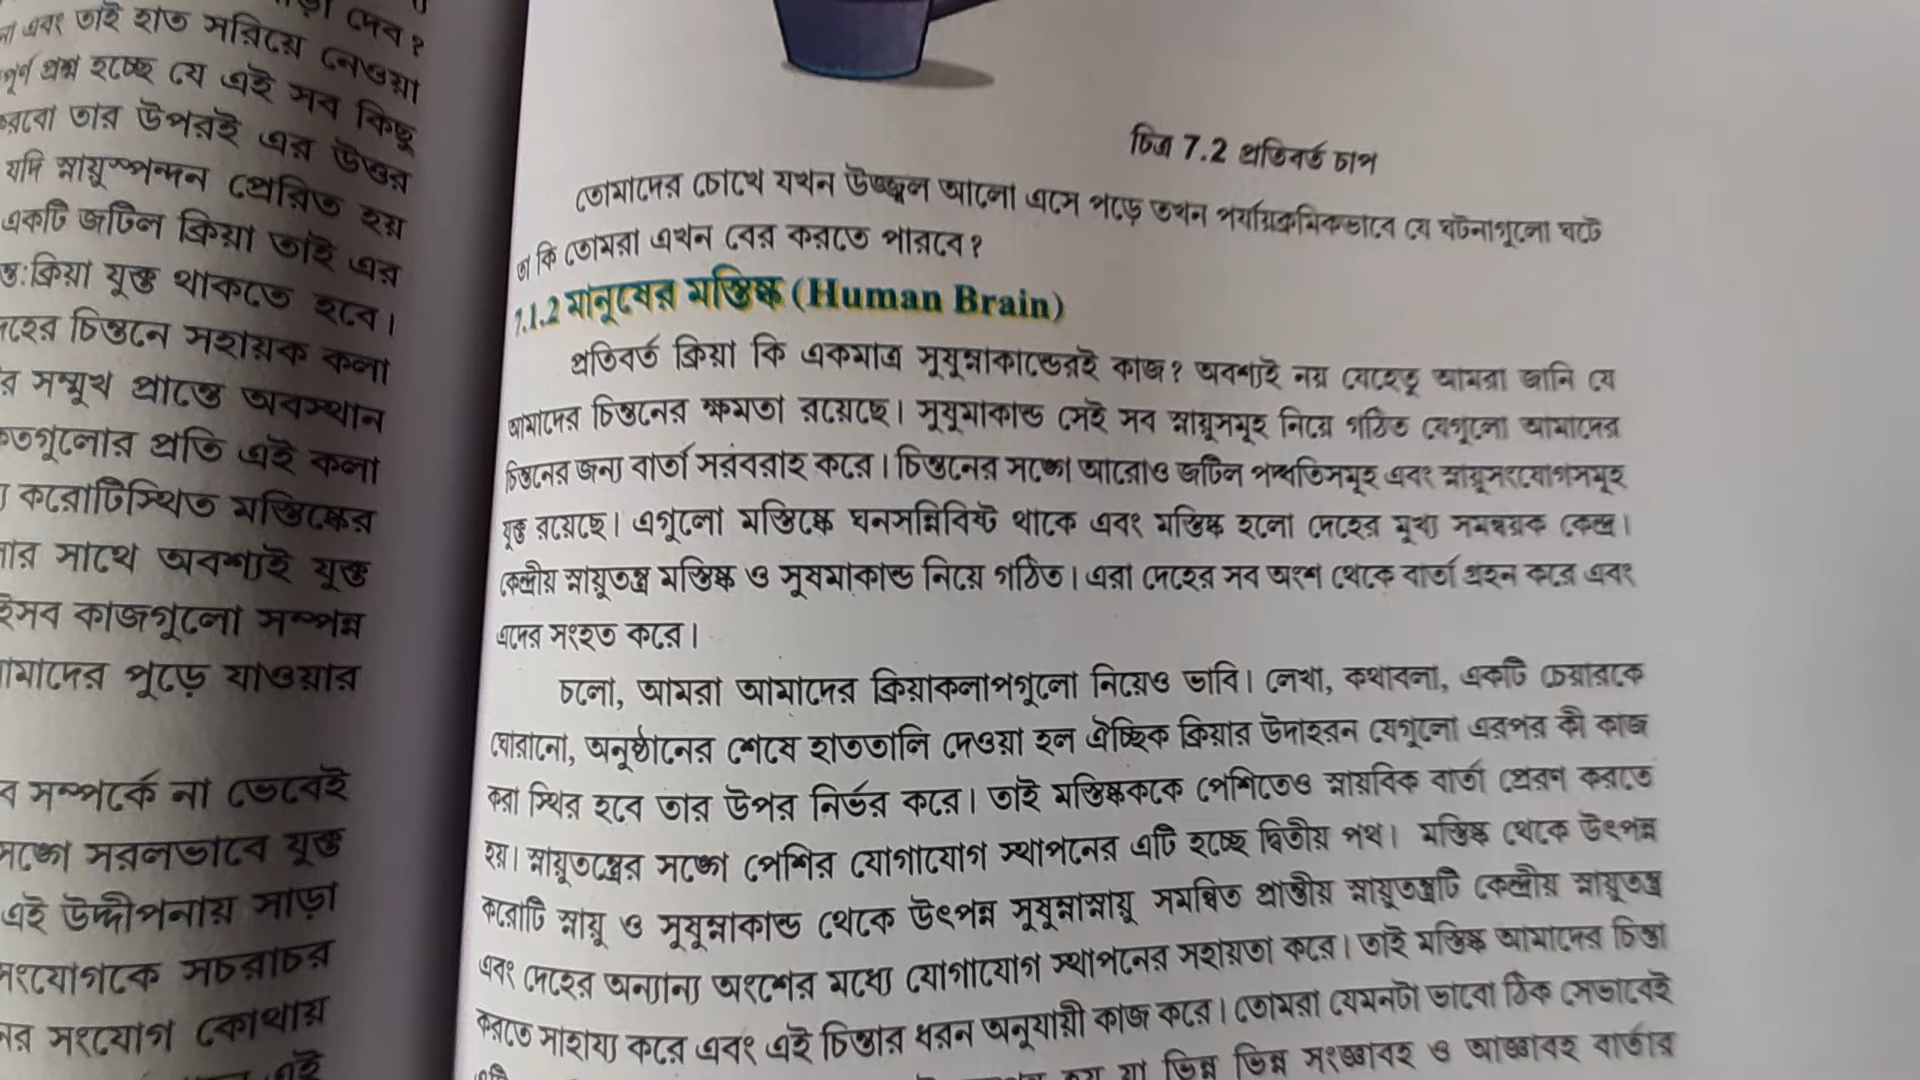 দেব?
এবং তাই হাত সরিয়ে নেওয়া
প্রশ্ন হচ্ছে যে এই সব কিছু
তার উপরই এর উত্তর
যদি স্নায়ুস্পন্দন প্রেরিত হয়
একটি জটিল ক্রিয়া তাই এর
যুক্ত থাকতে হবে।
চিন্তনে সহায়ক কলা
সম্মুখ প্রান্তে অবস্থান
প্রতি এই কলা
করোটিস্থিত মস্তিষ্কের
সাথে অবশ্যই যুক্ত
কাজগুলো সম্পন্ন
পুড়ে যাওয়ার
সম্পর্কে না ভেবেই
সরলভাবে যুক্ত
এই উদ্দীপনায় সাড়া
সচরাচর
সংযোগ কোথায়
চিত্র 7.2 প্রতিবর্ত চাপ
তোমাদের চোখে যখন উজ্জ্বল আলো এসে পড়ে তখন পর্যায়ক্রমিকভাবে যে ঘটনাগুলো ঘটে
তা কি তোমরা এখন বের করতে পারবে?
7.1.2 মানুষের মস্তিষ্ক (Human Brain)
প্রতিবর্ত ক্রিয়া কি একমাত্র সুষুম্নাকান্ডেরই কাজ? অবশ্যই নয় যেহেতু আমরা জানি যে
আমাদের চিন্তনের ক্ষমতা রয়েছে। সুষুমাকান্ড সেই সব স্নায়ুসমূহ নিয়ে গঠিত যেগুলো আমাদের
চিন্তনের জন্য বার্তা সরবরাহ করে। চিন্তনের সঙ্গে আরোও জটিল পদ্ধতিসমূহ এবং স্নায়ুসংযোগসমূহ
যুক্ত রয়েছে। এগুলো মস্তিষ্কে ঘনসন্নিবিষ্ট থাকে এবং মস্তিষ্ক হলো দেহের মুখ্য সমন্বয়ক কেন্দ্র।
কেন্দ্রীয় স্নায়ুতন্ত্র মস্তিষ্ক ও সুষমাকান্ড নিয়ে গঠিত। এরা দেহের সব অংশ থেকে বার্তা গ্রহন করে এবং
এদের সংহত করে।
চলো, আমরা আমাদের ক্রিয়াকলাপগুলো নিয়েও ভাবি। লেখা, কথাবলা, একটি চেয়ারকে
ঘোরানো, অনুষ্ঠানের শেষে হাততালি দেওয়া হল ঐচ্ছিক ক্রিয়ার উদাহরন যেগুলো এরপর কী কাজ
করা স্থির হবে তার উপর নির্ভর করে। তাই মস্তিষ্ককে পেশিতেও স্নায়বিক বার্তা প্রেরণ করতে
হয়। স্নায়ুতন্ত্রের সঙ্গে পেশির যোগাযোগ স্থাপনের এটি হচ্ছে দ্বিতীয় পথ। মস্তিষ্ক থেকে উৎপন্ন
করোটি স্নায়ু ও সুষুম্নাকান্ড থেকে উৎপন্ন সুষুম্নাস্নায়ু সমন্বিত প্রান্তীয় স্নায়ুতন্ত্রটি কেন্দ্রীয় স্নায়ুতন্ত্র
এবং দেহের অন্যান্য অংশের মধ্যে যোগাযোগ স্থাপনের সহায়তা করে। তাই মস্তিষ্ক আমাদের চিন্তা
করতে সাহায্য করে এবং এই চিন্তার ধরন অনুযায়ী কাজ করে। তোমরা যেমনটা ভাবো ঠিক সেভাবেই
যা ভিন্ন ভিন্ন সংজ্ঞাবহ ও আজ্ঞাবহ বার্তার